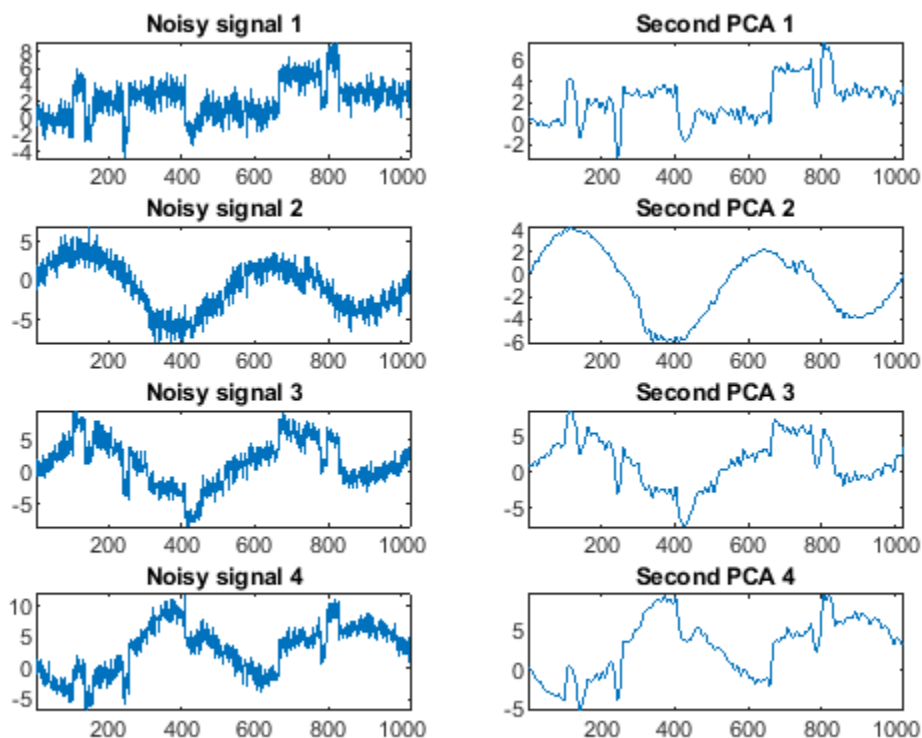 Noisy signal 1
8
6
4
2
0
-2
-4
200 400 600 800 1000
Second PCA 1
6
4
2
0
-2
200 400 600 800 1000
Noisy signal 2
5
0
-5
200 400 600 800 1000
Second PCA 2
4
2
0
-2
-4
-6
200 400 600 800 1000
Noisy signal 3
5
0
-5
200 400 600 800 1000
Second PCA 3
5
0
-5
200 400 600 800 1000
Noisy signal 4
10
5
0
-5
200 400 600 800 1000
Second PCA 4
5
0
-5
200 400 600 800 1000